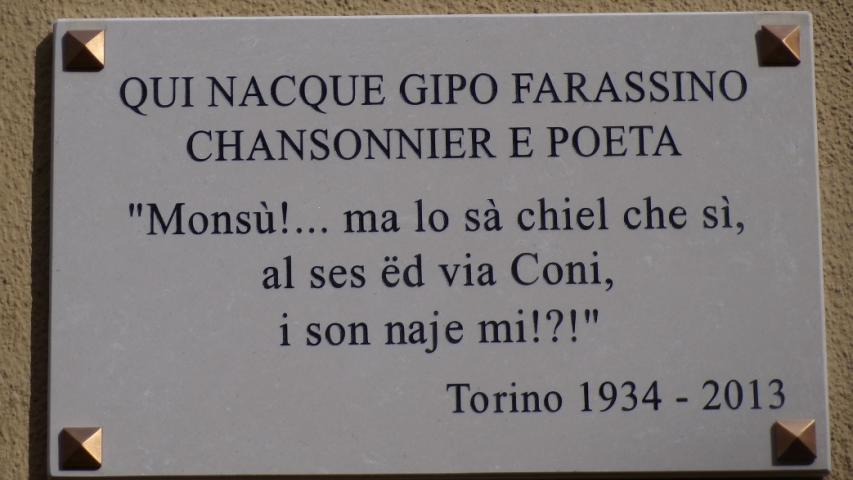 QUI NACQUE GIPO FARASSINO
CHANSONNIER E POETA
"Monsù!... ma lo sà chiel che sì,
al ses ëd via Coni,
i son naje mi!?!"
Torino 1934 - 2013